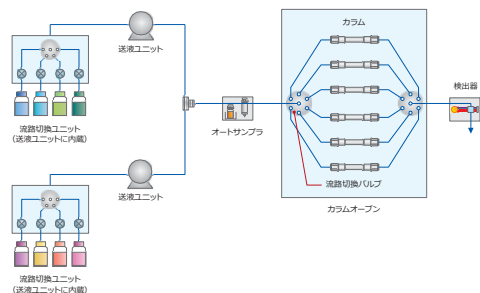 送液ユニット
流路切換ユニット
(送液ユニットに内蔵)
オートサンプラ
カラム
流路切換バルブ
カラムオーブン
検出器
送液ユニット
流路切換ユニット
(送液ユニットに内蔵)